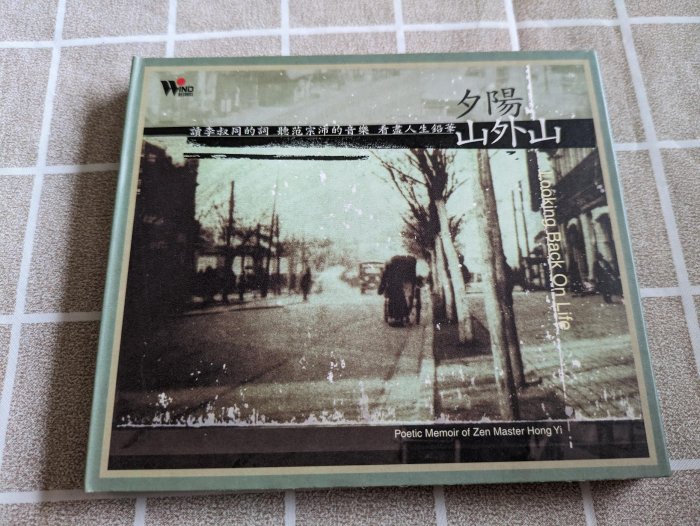 WIND
RECORDS
夕陽
山外山
讀李叔同的詞 聽范宗沛的音樂 看盡人生鉛華
Looking Back On Life
Poetic Memoir of Zen Master Hong Yi